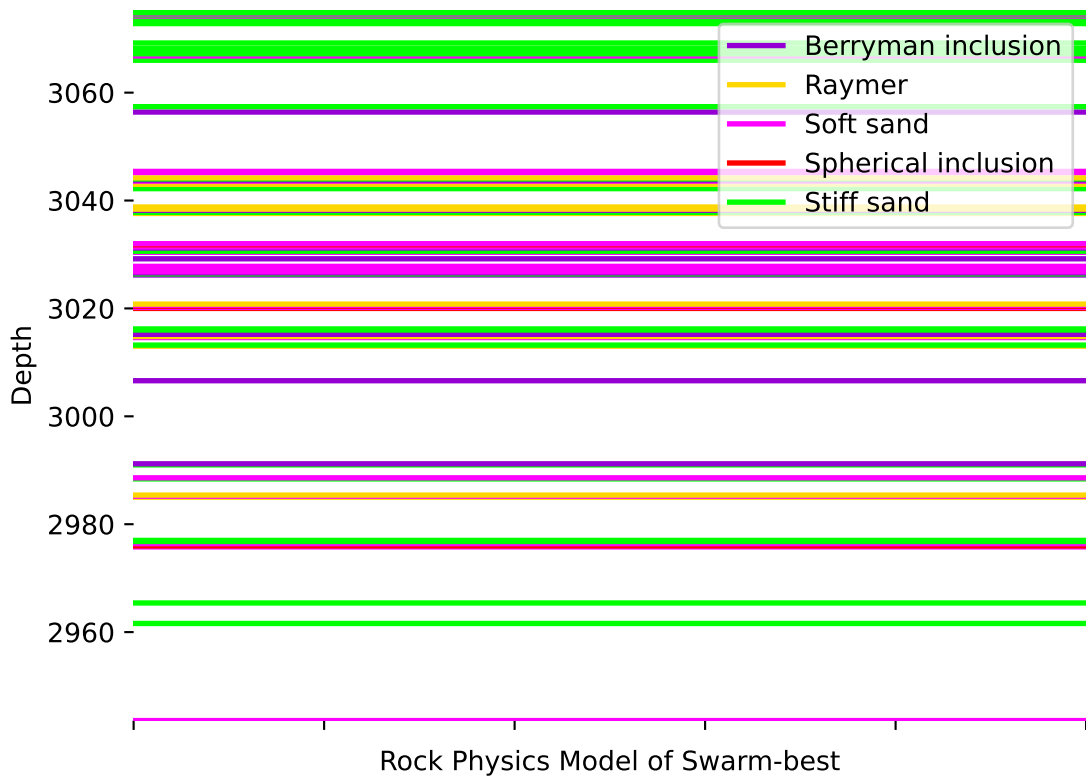 Berryman inclusion
Raymer
Soft sand
Spherical inclusion
Stiff sand
3060
3040
3020
3000
2980
2960
Depth
Rock Physics Model of Swarm-best